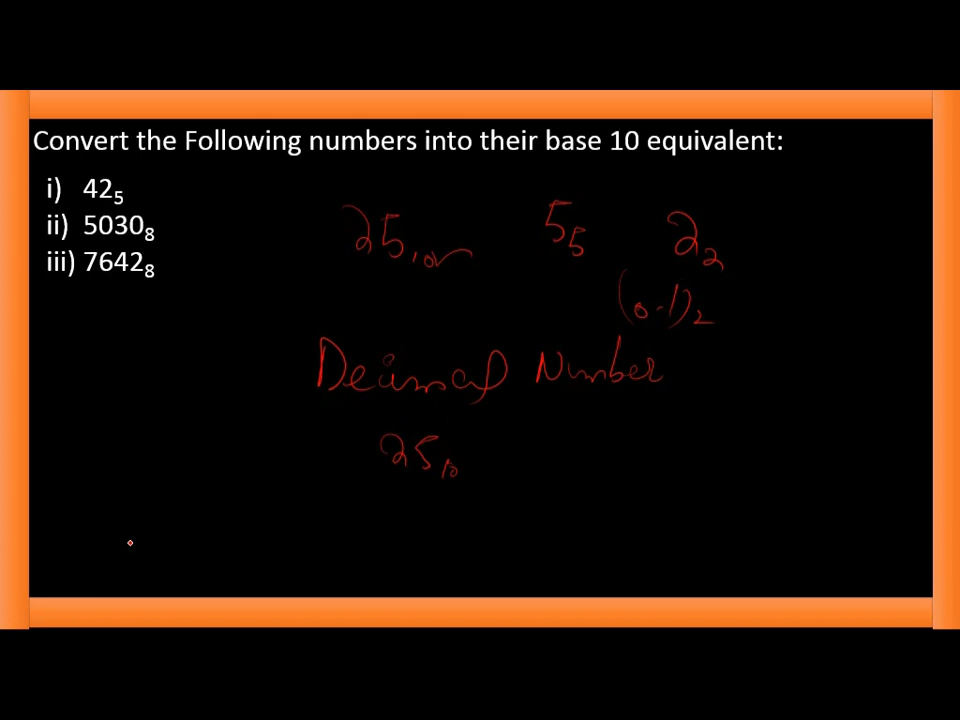 Convert the Following numbers into their base 10 equivalent:
i) 42₅
ii) 5030₈
iii) 7642₈
25 5₅ 2₂
(0-1)₂
Decimal Number
25₁₀